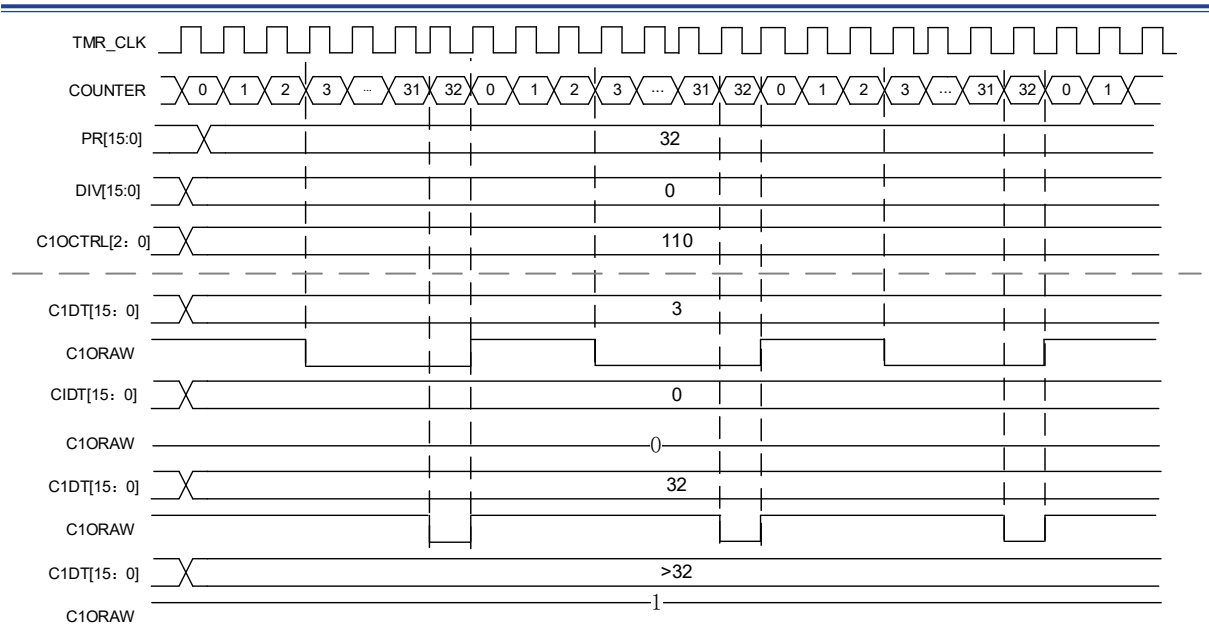 TMR_CLK
COUNTER 0 1 2 3 ... 31 32 0 1 2 3 ... 31 32 0 1 2 3 ... 31 32 0 1
PR[15:0] 32
DIV[15:0] 0
C1OCTRL[2：0] 110
C1DT[15：0] 3
C1ORAW
CIDT[15：0] 0
C1ORAW 0
C1DT[15：0] 32
C1ORAW
C1DT[15：0] >32
C1ORAW 1